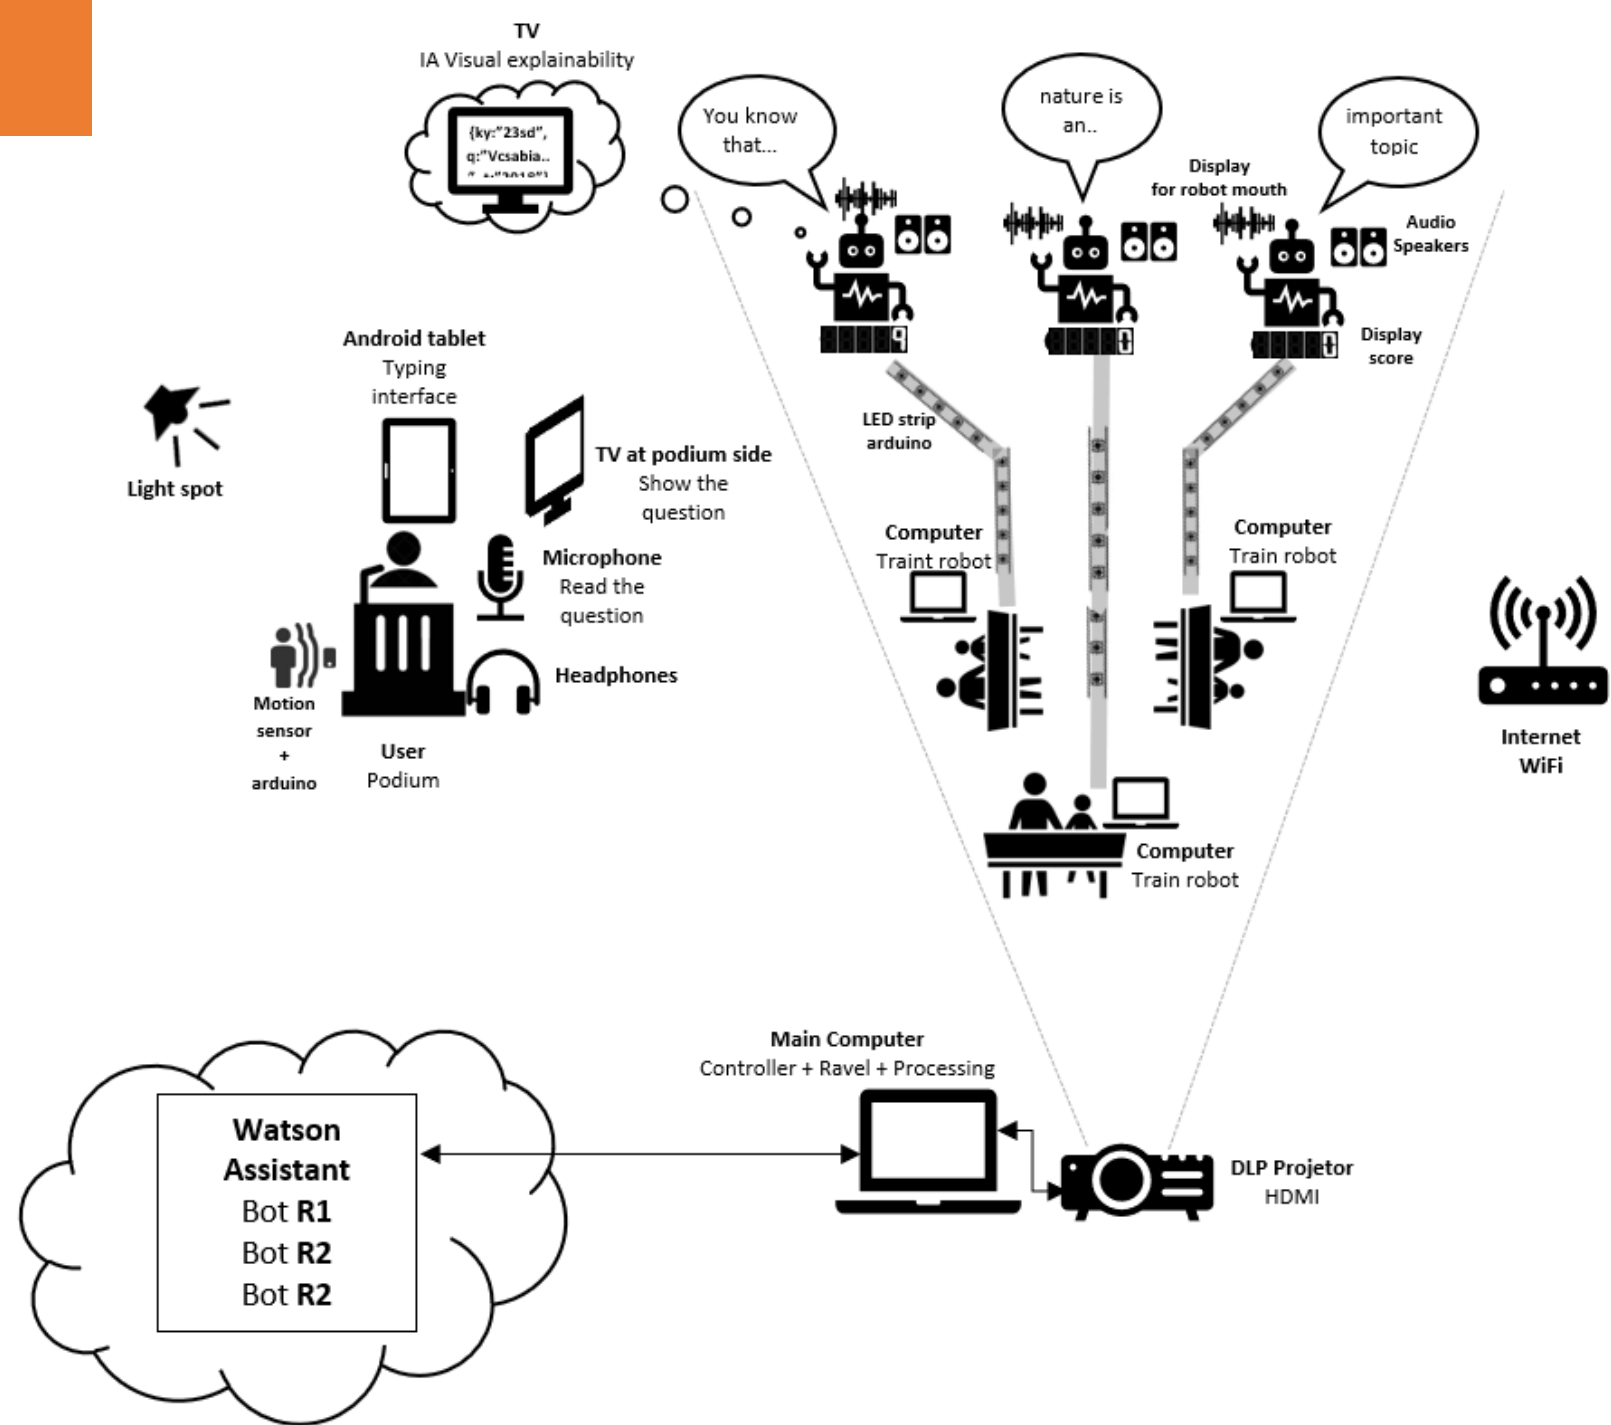 TV
IA Visual explainability
{ky:"23sd",
q:"Vcsabia..
You know
that...
nature is
an..
important
topic
Display
for robot mouth
Audio
Speakers
Display
score
Android tablet
Typing
interface
Light spot
TV at podium side
Show the
question
Microphone
Read the
question
Headphones
Motion
sensor
+
arduino
User
Podium
LED strip
arduino
Computer
Traint robot
Computer
Train robot
Computer
Train robot
Internet
WiFi
Main Computer
Controller + Ravel + Processing
DLP Projetor
HDMI
Watson
Assistant
Bot R1
Bot R2
Bot R2